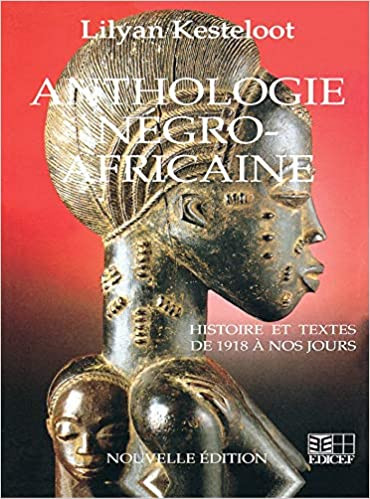 Lilyan Kesteloot
ANTHOLOGIE
NÉGRO-
AFRICAINE
HISTOIRE ET TEXTES
DE 1918 À NOS JOURS
EDICEF
NOUVELLE ÉDITION